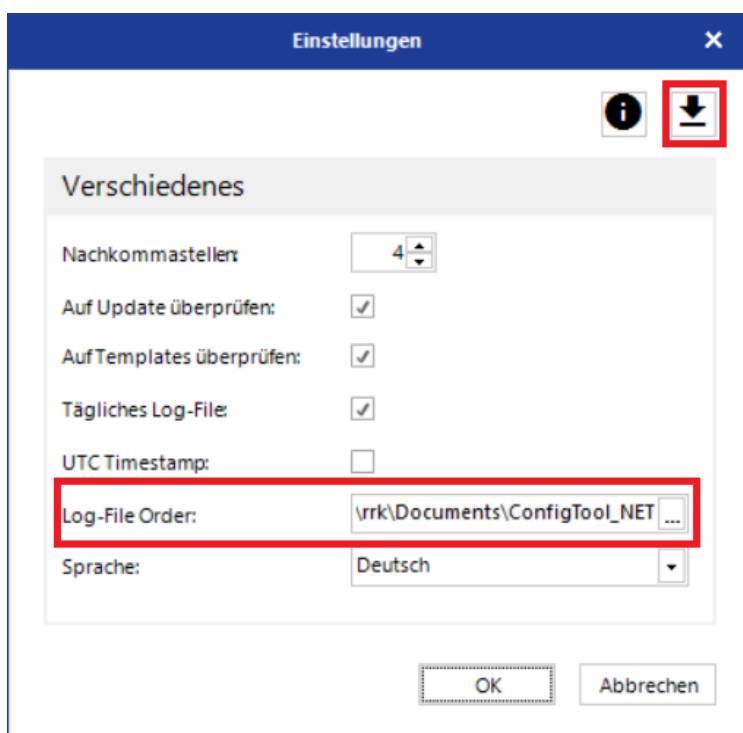 Einstellungen
Verschiedenes
Nachkommastellen: 4
Auf Update überprüfen:
Auf Templates überprüfen:
Tägliches Log-File:
UTC Timestamp:
Log-File Order: \rrk\Documents\ConfigTool_NET ...
Sprache: Deutsch
OK Abbrechen